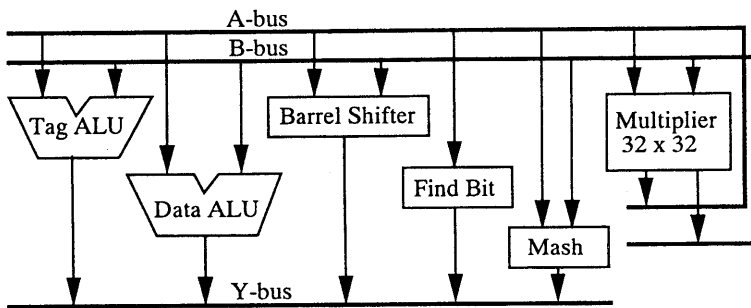 A-bus
B-bus
Tag ALU
Barrel Shifter
Multiplier
32 x 32
Data ALU
Find Bit
Mash
Y-bus